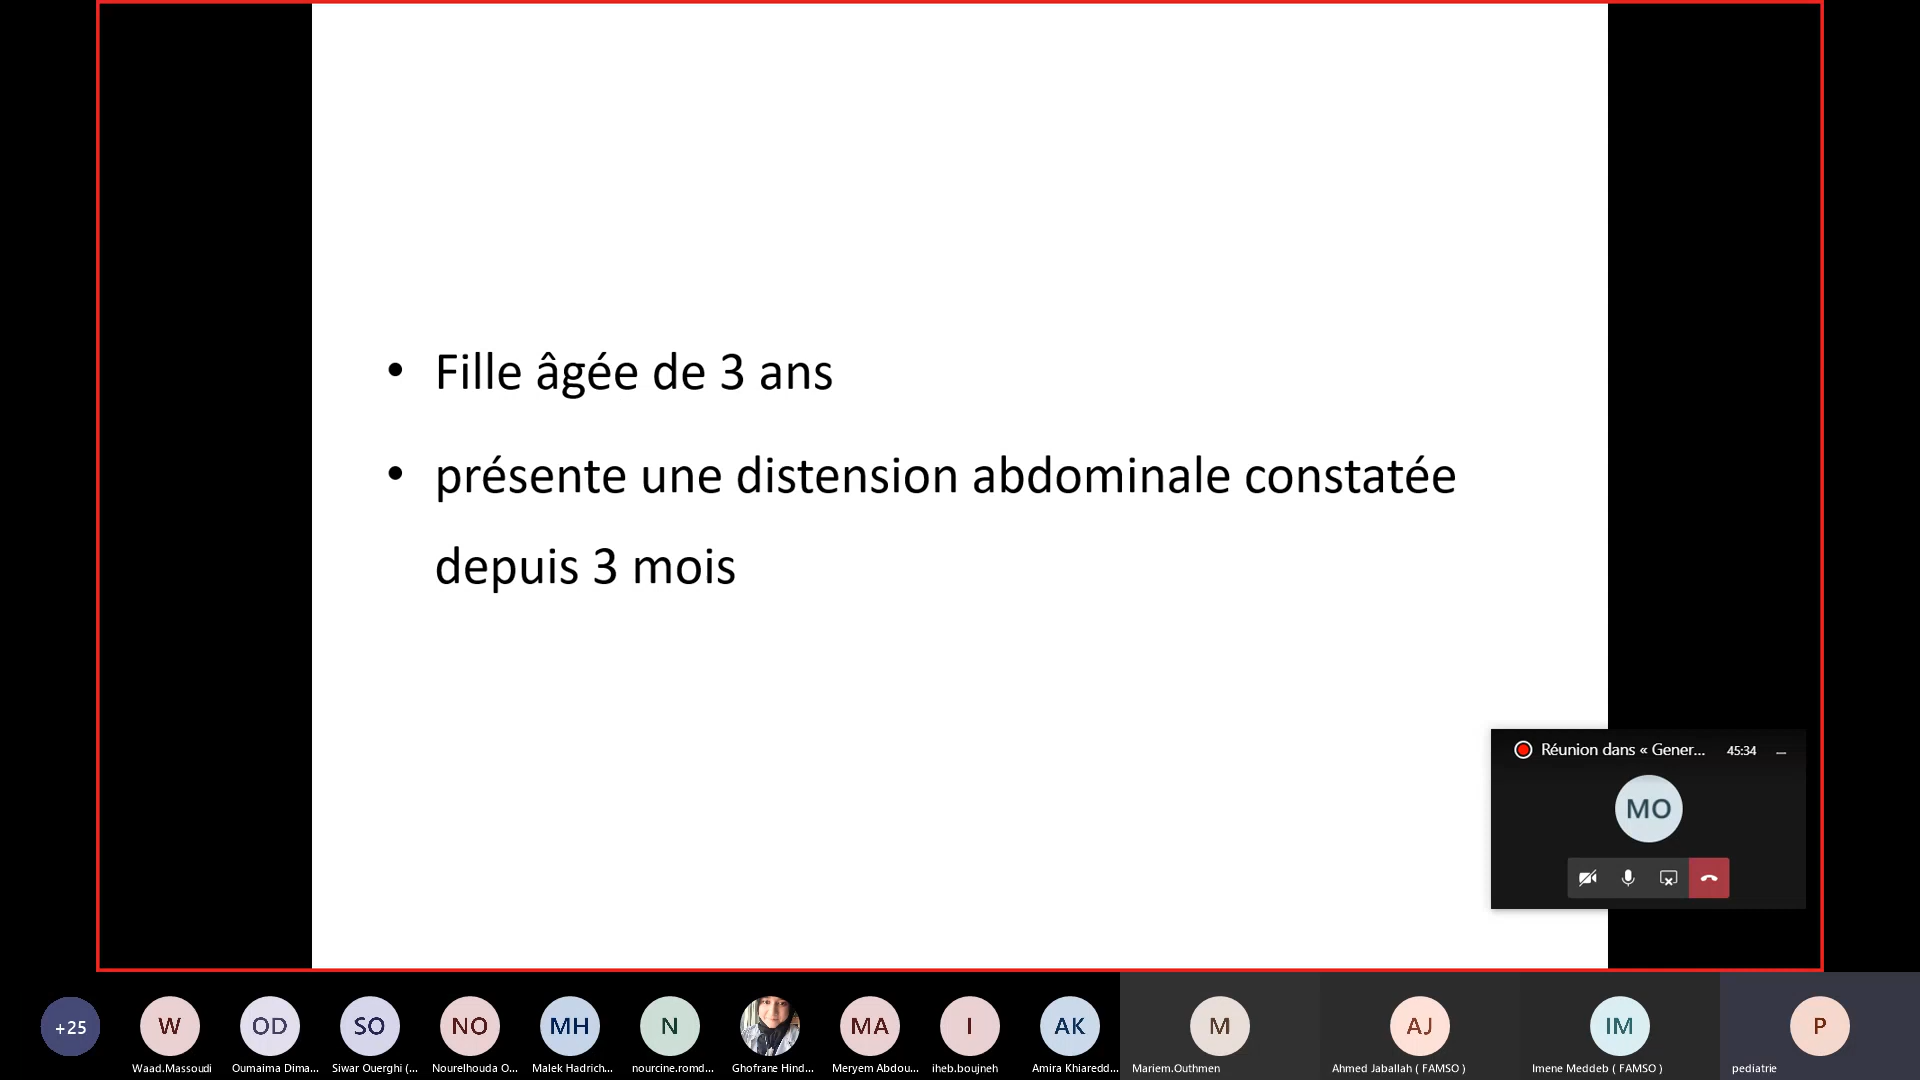 • Fille âgée de 3 ans
• présente une distension abdominale constatée
depuis 3 mois
Réunion dans « Gener... 45:34
MO
+25
W
OD
SO
NO
MH
N
MA
I
AK
M
AJ
IM
P
Waad.Massoudi
Oumaima Dima...
Siwar Ouerghi (...
Nourelhouda O...
Malek Hadrich...
nourcine.romd...
Ghofrane Hind...
Meryem Abdou...
iheb.boujneh
Amira Khiaredd...
Mariem.Outhmen
Ahmed Jaballah ( FAMSO )
Imene Meddeb ( FAMSO )
pediatrie